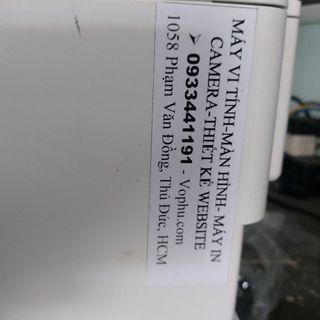 MÁY VI TÍNH-MÀN HÌNH- MÁY IN
CAMERA-THIẾT KẾ WEBSITE
➢ 0933441191 - Vophu.com
1058 Phạm Văn Đồng, Thủ Đức, HCM